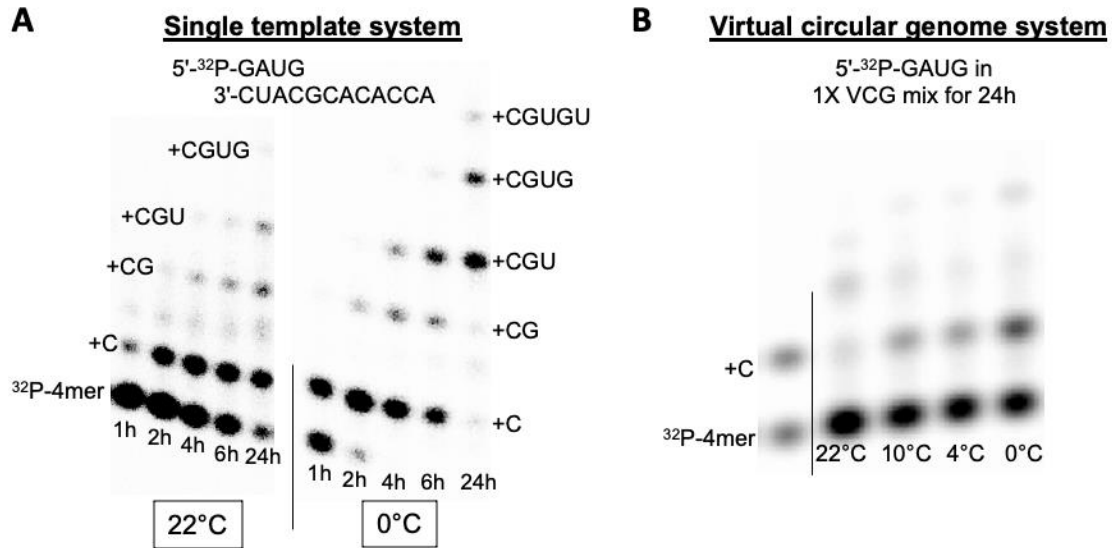 A
Single template system
5'-³²P-GAUG
3'-CUACGCACACCA
+CGUG
+CGU
+CG
+C
³²P-4mer
1h 2h 4h 6h 24h
22°C
+CGUGU
+CGUG
+CGU
+CG
+C
1h 2h 4h 6h 24h
0°C
B
Virtual circular genome system
5'-³²P-GAUG in
1X VCG mix for 24h
+C
³²P-4mer
22°C 10°C 4°C 0°C